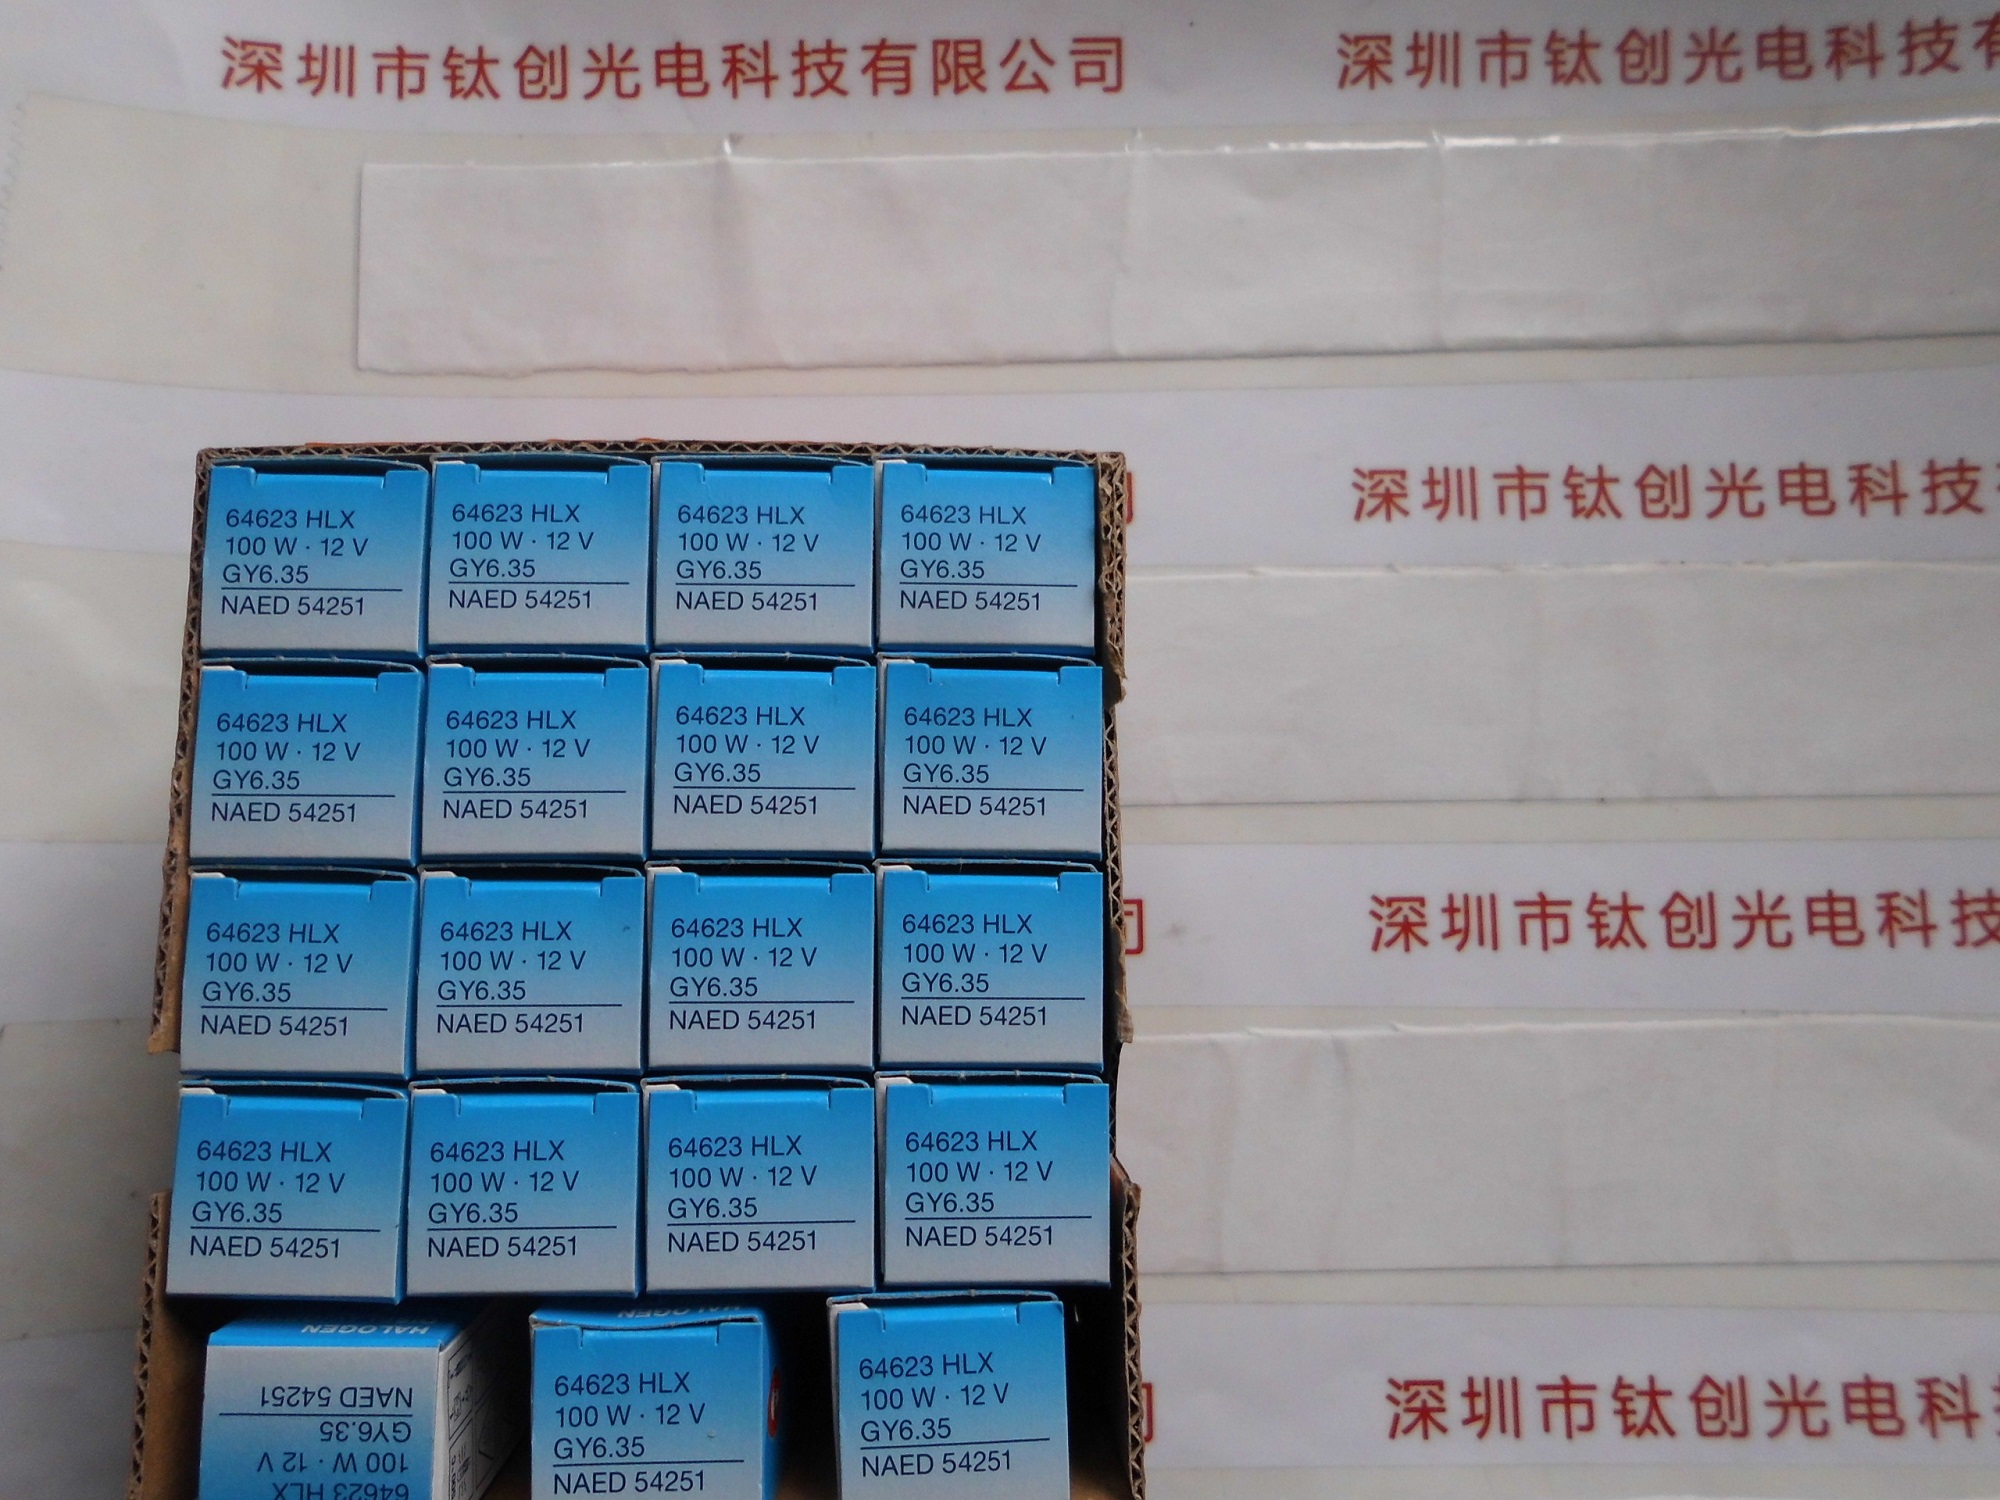 深圳市钛创光电科技有限公司 深圳市钛创光电科技有
深圳市钛创光电科技
深圳市钛创光电科技
深圳市钛创光电科
64623 HLX
100 W · 12 V
GY6.35
NAED 54251
64623 HLX
100 W · 12 V
GY6.35
NAED 54251
64623 HLX
100 W · 12 V
GY6.35
NAED 54251
64623 HLX
100 W · 12 V
GY6.35
NAED 54251
64623 HLX
100 W · 12 V
GY6.35
NAED 54251
64623 HLX
100 W · 12 V
GY6.35
NAED 54251
64623 HLX
100 W · 12 V
GY6.35
NAED 54251
64623 HLX
100 W · 12 V
GY6.35
NAED 54251
64623 HLX
100 W · 12 V
GY6.35
NAED 54251
64623 HLX
100 W · 12 V
GY6.35
NAED 54251
64623 HLX
100 W · 12 V
GY6.35
NAED 54251
64623 HLX
100 W · 12 V
GY6.35
NAED 54251
64623 HLX
100 W · 12 V
GY6.35
NAED 54251
64623 HLX
100 W · 12 V
GY6.35
NAED 54251
64623 HLX
100 W · 12 V
GY6.35
NAED 54251
64623 HLX
100 W · 12 V
GY6.35
NAED 54251
HALOGEN
64623 HLX
100 W · 12 V
GY6.35
NAED 54251
HALOGEN
64623 HLX
100 W · 12 V
GY6.35
NAED 54251
64623 HLX
100 W · 12 V
GY6.35
NAED 54251